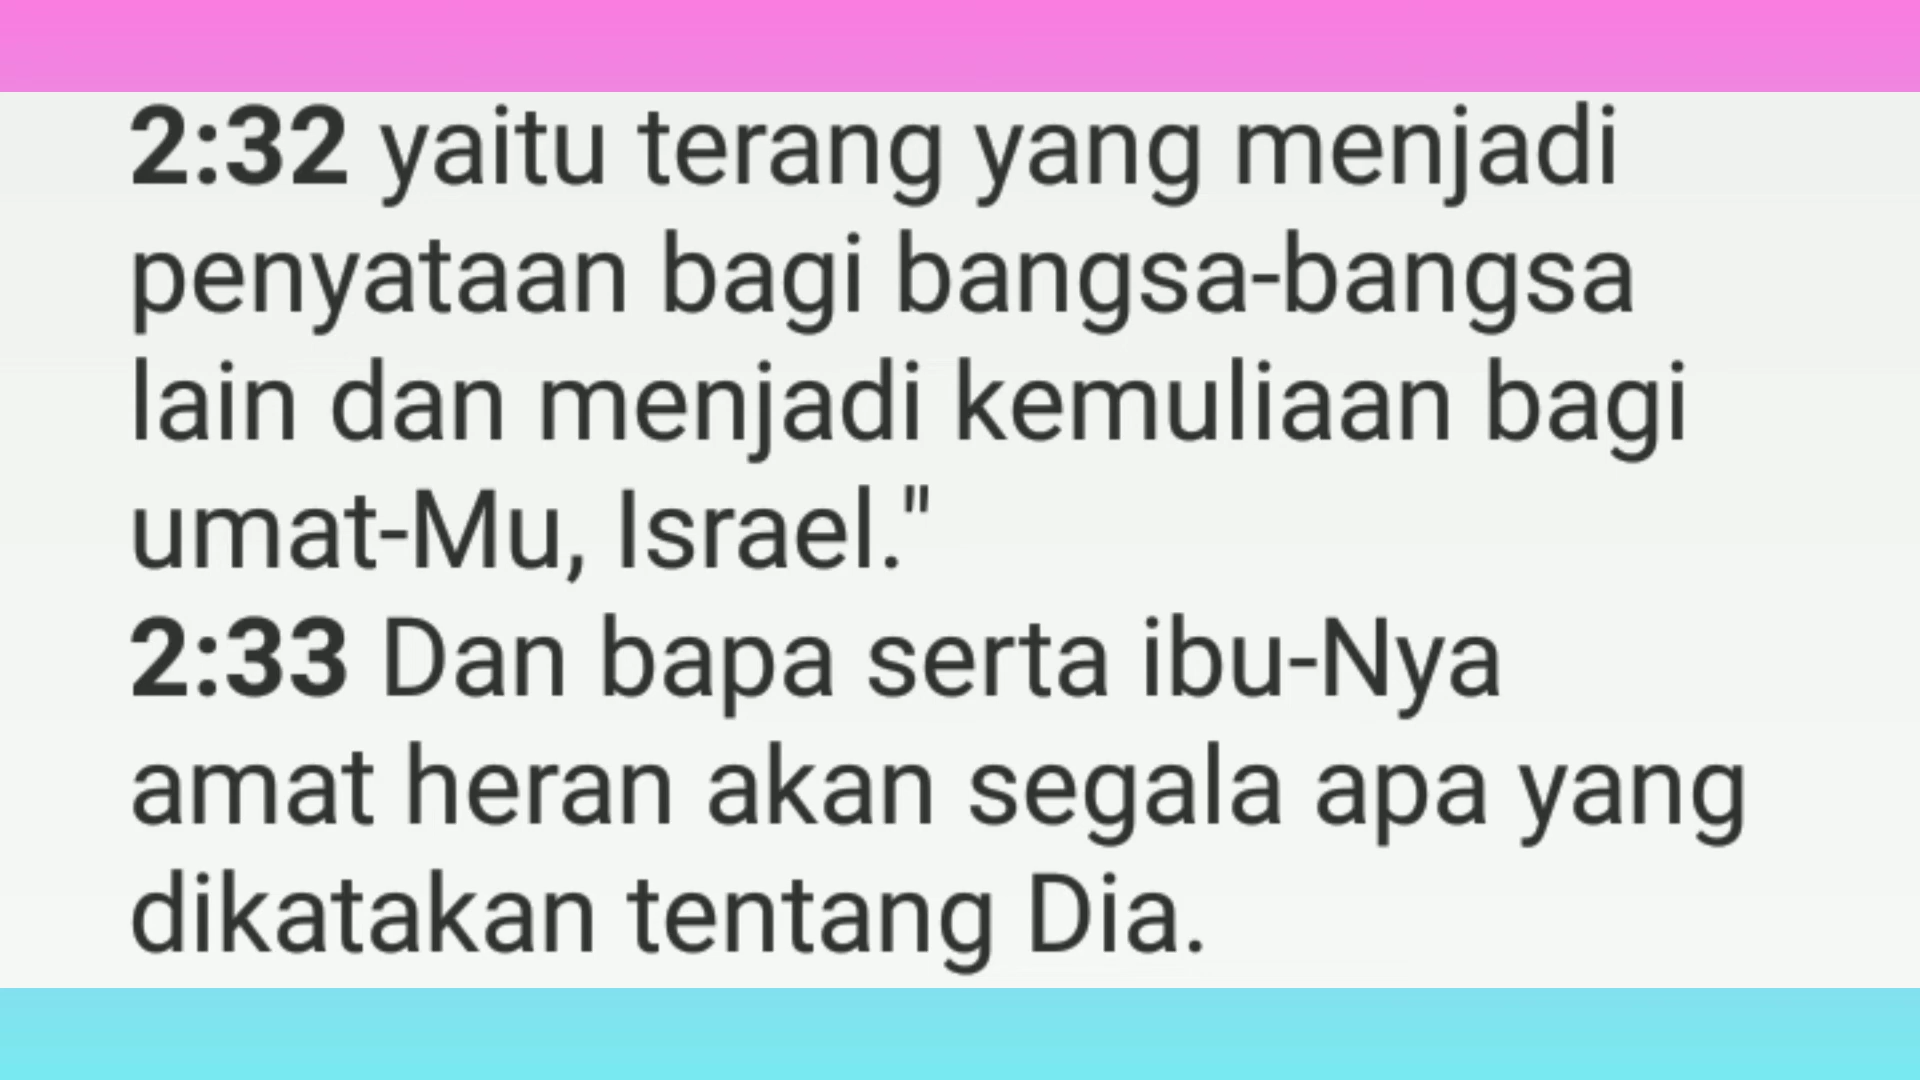 2:32 yaitu terang yang menjadi
penyataan bagi bangsa-bangsa
lain dan menjadi kemuliaan bagi
umat-Mu, Israel."
2:33 Dan bapa serta ibu-Nya
amat heran akan segala apa yang
dikatakan tentang Dia.